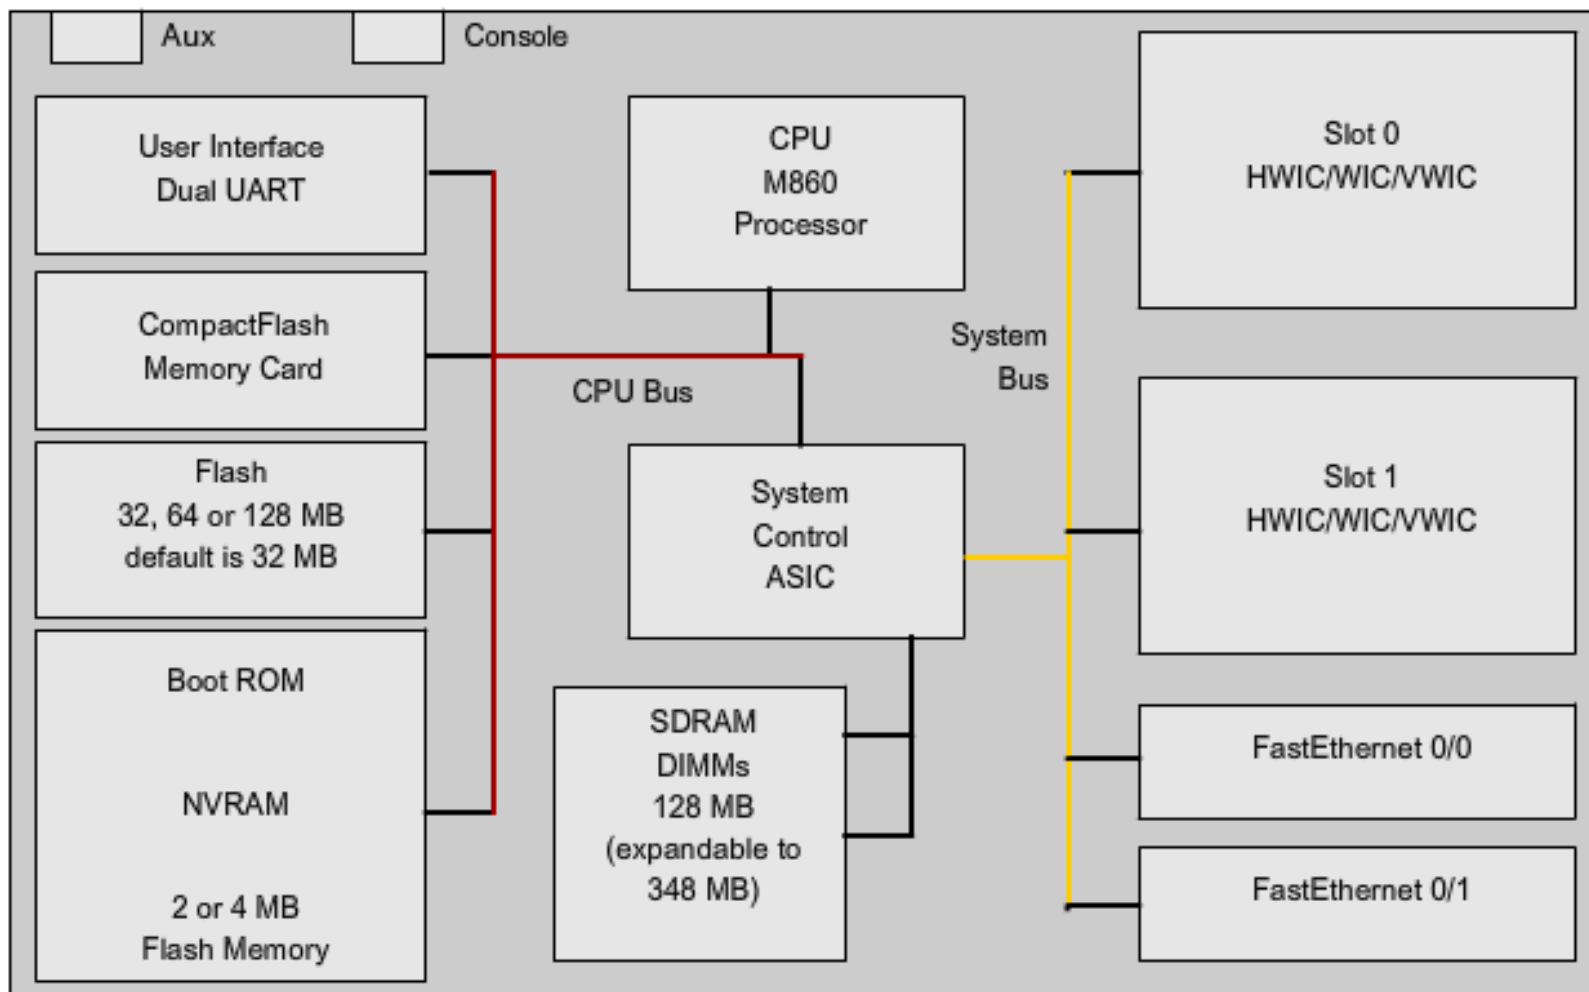 Aux
Console
User Interface
Dual UART
CompactFlash
Memory Card
Flash
32, 64 or 128 MB
default is 32 MB
Boot ROM
NVRAM
2 or 4 MB
Flash Memory
CPU
M860
Processor
CPU Bus
System
Control
ASIC
SDRAM
DIMMs
128 MB
(expandable to
348 MB)
System
Bus
Slot 0
HWIC/WIC/VWIC
Slot 1
HWIC/WIC/VWIC
FastEthernet 0/0
FastEthernet 0/1